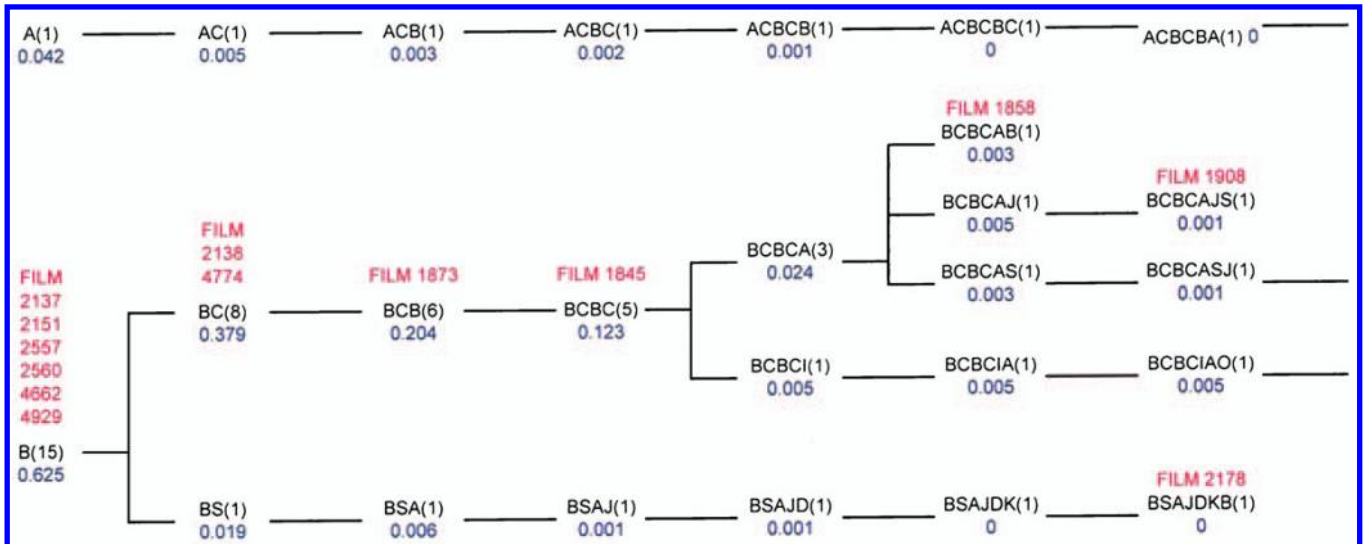 A(1)
0.042
AC(1)
0.005
ACB(1)
0.003
ACBC(1)
0.002
ACBCB(1)
0.001
ACBCBC(1)
0
ACBCBA(1) 0
FILM
2137
2151
2557
2560
4662
4929
B(15)
0.625
FILM
2138
4774
BC(8)
0.379
FILM 1873
BCB(6)
0.204
FILM 1845
BCBC(5)
0.123
BCBCA(3)
0.024
FILM 1858
BCBCAB(1)
0.003
BCBCAJ(1)
0.005
FILM 1908
BCBCAJS(1)
0.001
BCBCAS(1)
0.003
BCBCASJ(1)
0.001
BCBCI(1)
0.005
BCBCIA(1)
0.005
BCBCIAO(1)
0.005
BS(1)
0.019
BSA(1)
0.006
BSAJ(1)
0.001
BSAJD(1)
0.001
BSAJDK(1)
0
FILM 2178
BSAJDKB(1)
0